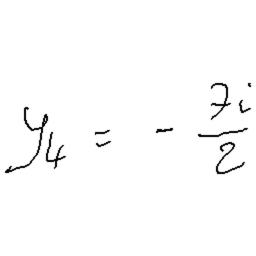 y_4 = - \frac{7i}{2}